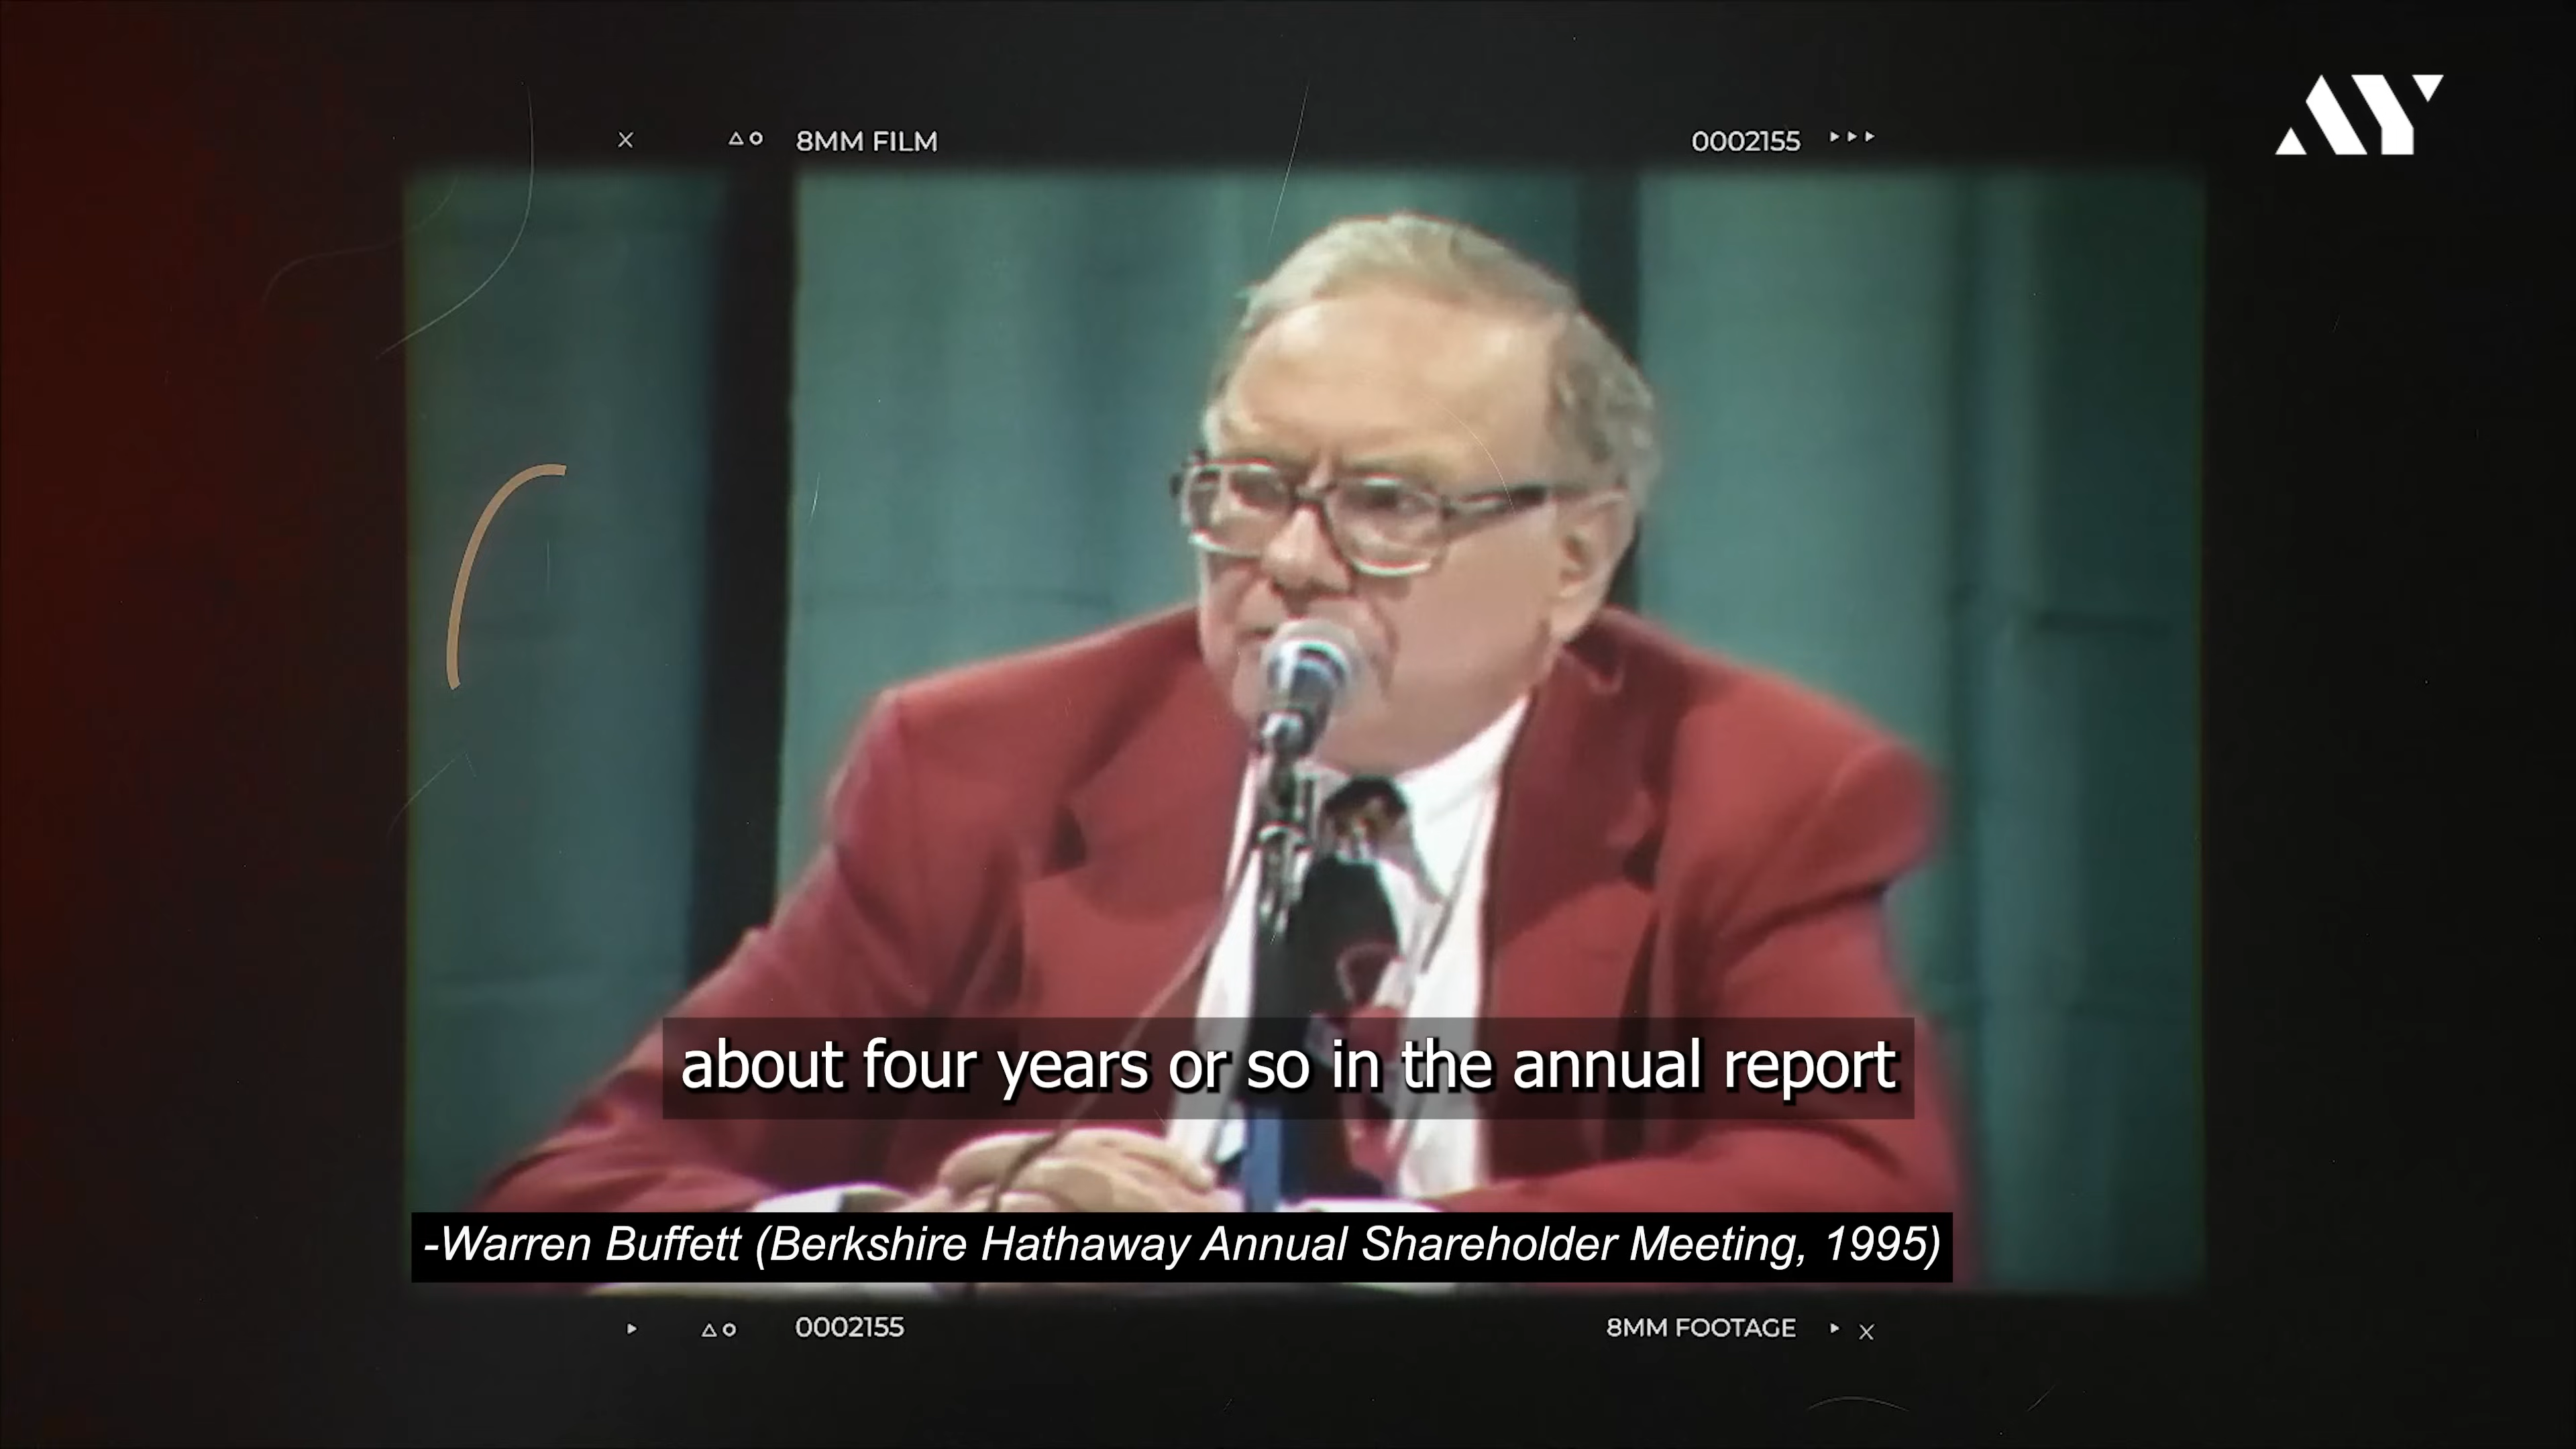 8MM FILM
0002155
AY
about four years or so in the annual report
-Warren Buffett (Berkshire Hathaway Annual Shareholder Meeting, 1995)
0002155
8MM FOOTAGE